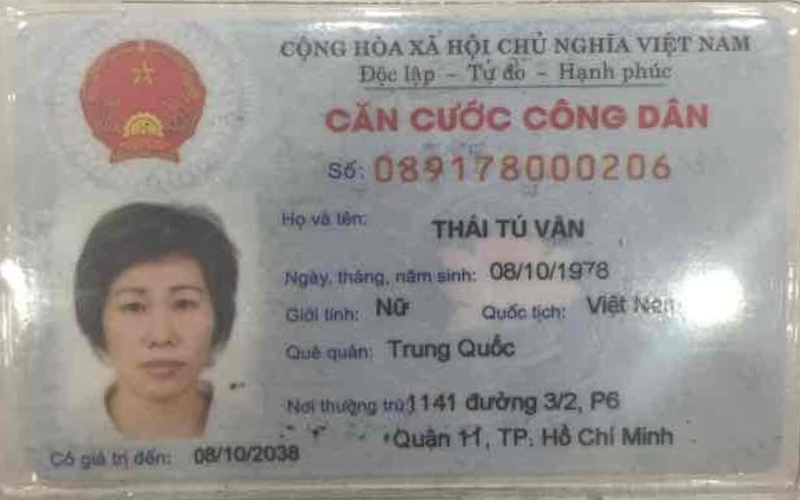 CỘNG HÒA XÃ HỘI CHỦ NGHĨA VIỆT NAM
Độc lập - Tự do - Hạnh phúc
CĂN CƯỚC CÔNG DÂN
Số: 089178000206
Họ và tên: THÁI TÚ VÂN
Ngày, tháng, năm sinh: 08/10/1978
Giới tính: Nữ Quốc tịch: Việt Nam
Quê quán: Trung Quốc
Nơi thường trú: 1141 đường 3/2, P6
Quận 11, TP. Hồ Chí Minh
Có giá trị đến: 08/10/2038